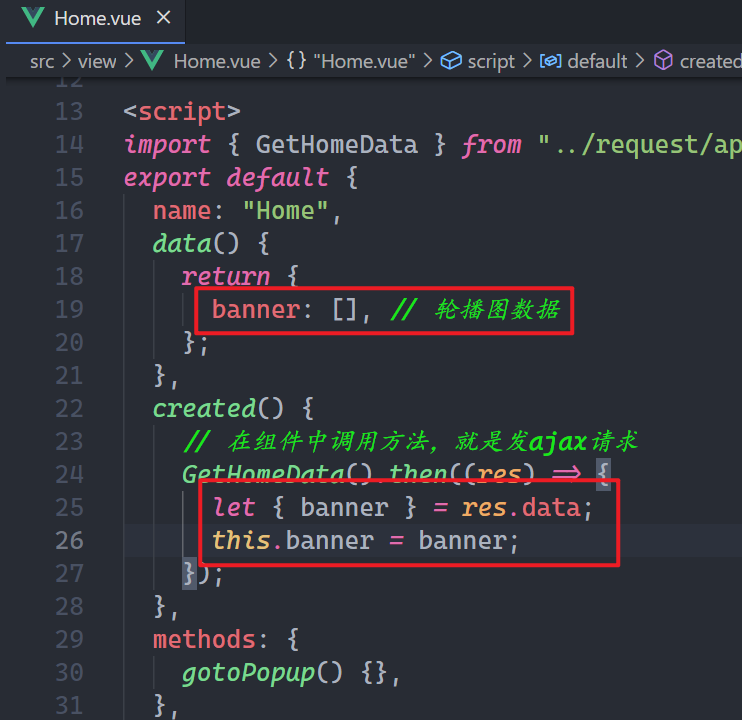 Home.vue ×
src > view > Home.vue > {} "Home.vue" > script > default > created
12
13 <script>
14 import { GetHomeData } from "../request/ap
15 export default {
16 name: "Home",
17 data() {
18 return {
19 banner: [], // 轮播图数据
20 };
21 },
22 created() {
23 // 在组件中调用方法，就是发ajax请求
24 GetHomeData().then((res) => {
25 let { banner } = res.data;
26 this.banner = banner;
27 });
28 },
29 methods: {
30 gotoPopup() {},
31 },